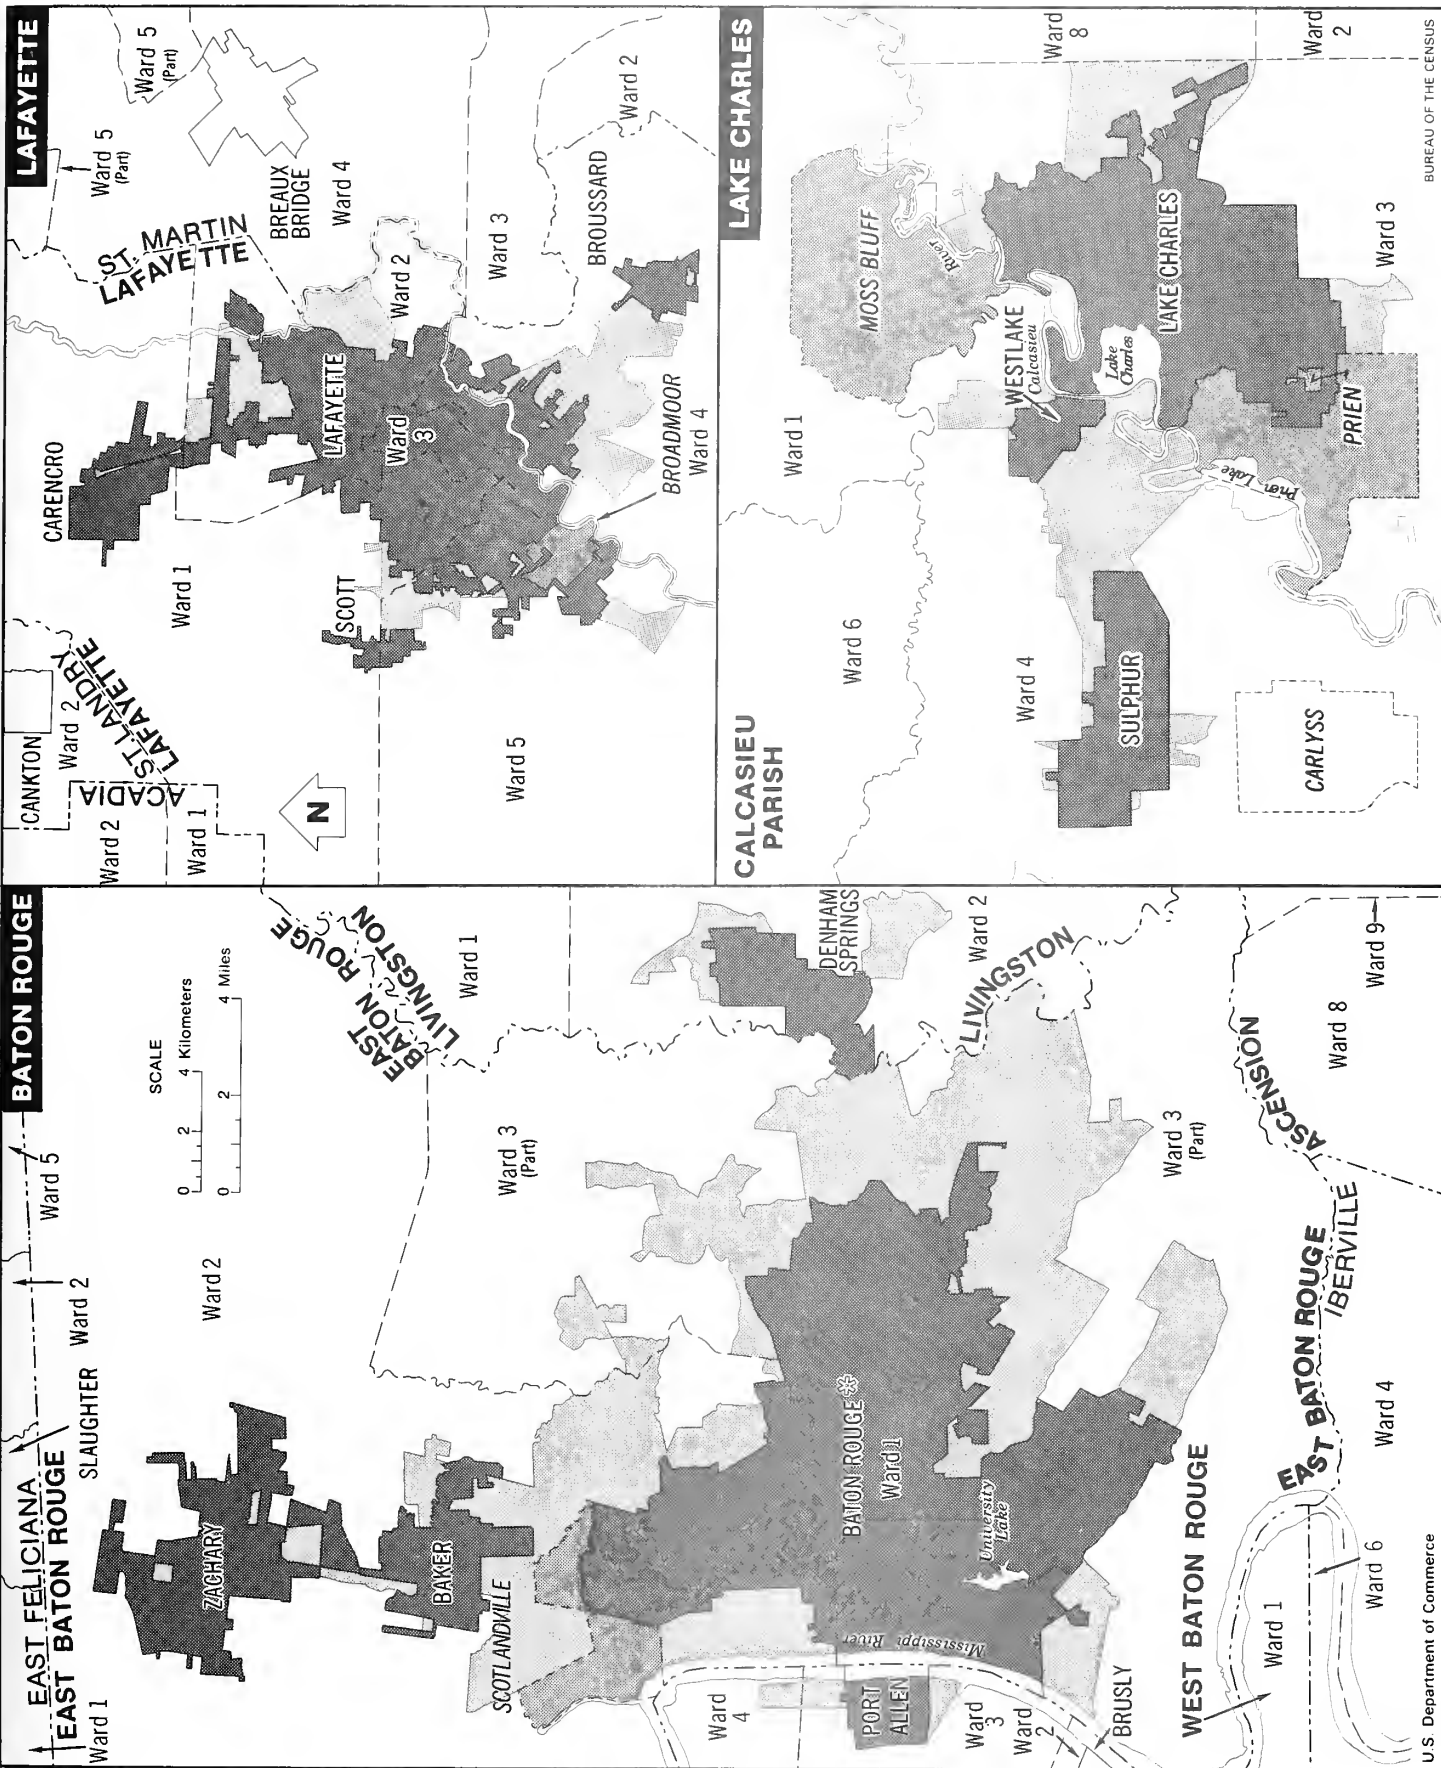 BATON ROUGE
EAST FELICIANA
EAST BATON ROUGE
Ward 1
SLAUGHTER
Ward 2
Ward 5
Ward 2
SCALE
0 2 4 Kilometers
0 2 4 Miles
EAST
BATON ROUGE
LIVINGSTON
Ward 1
Ward 3
(Part)
ZACHARY
BAKER
SCOTLANDVILLE
DENHAM
SPRINGS
Ward 2
LIVINGSTON
BATON ROUGE*
Ward 1
University
Lake
Mississippi River
Ward
4
PORT
ALLEN
Ward
3
Ward
2
BRUSLY
Ward 3
(Part)
WEST BATON ROUGE
EAST BATON ROUGE
IBERVILLE
ASCENSION
Ward 8
Ward 9
Ward 4
Ward 1
Ward 6
U.S. Department of Commerce
LAFAYETTE
CANKTON
Ward 2
ST. LANDRY
LAFAYETTE
ACADIA
Ward 2
Ward 1
N
CARENCRO
Ward 1
SCOTT
Ward 5
ST. MARTIN
LAFAYETTE
Ward 5
(Part)
Ward 5
(Part)
BREAUX
BRIDGE
Ward 4
LAFAYETTE
Ward
3
Ward 2
Ward 3
BROUSSARD
Ward 2
BROADMOOR
Ward 4
LAKE CHARLES
CALCASIEU
PARISH
Ward 6
Ward 1
MOSS BLUFF
River
Ward
8
Ward
2
WESTLAKE
Calcasieu
Lake
Charles
LAKE CHARLES
Ward 4
SULPHUR
Prien Lake
PRIEN
Ward 3
CARLYSS
BUREAU OF THE CENSUS